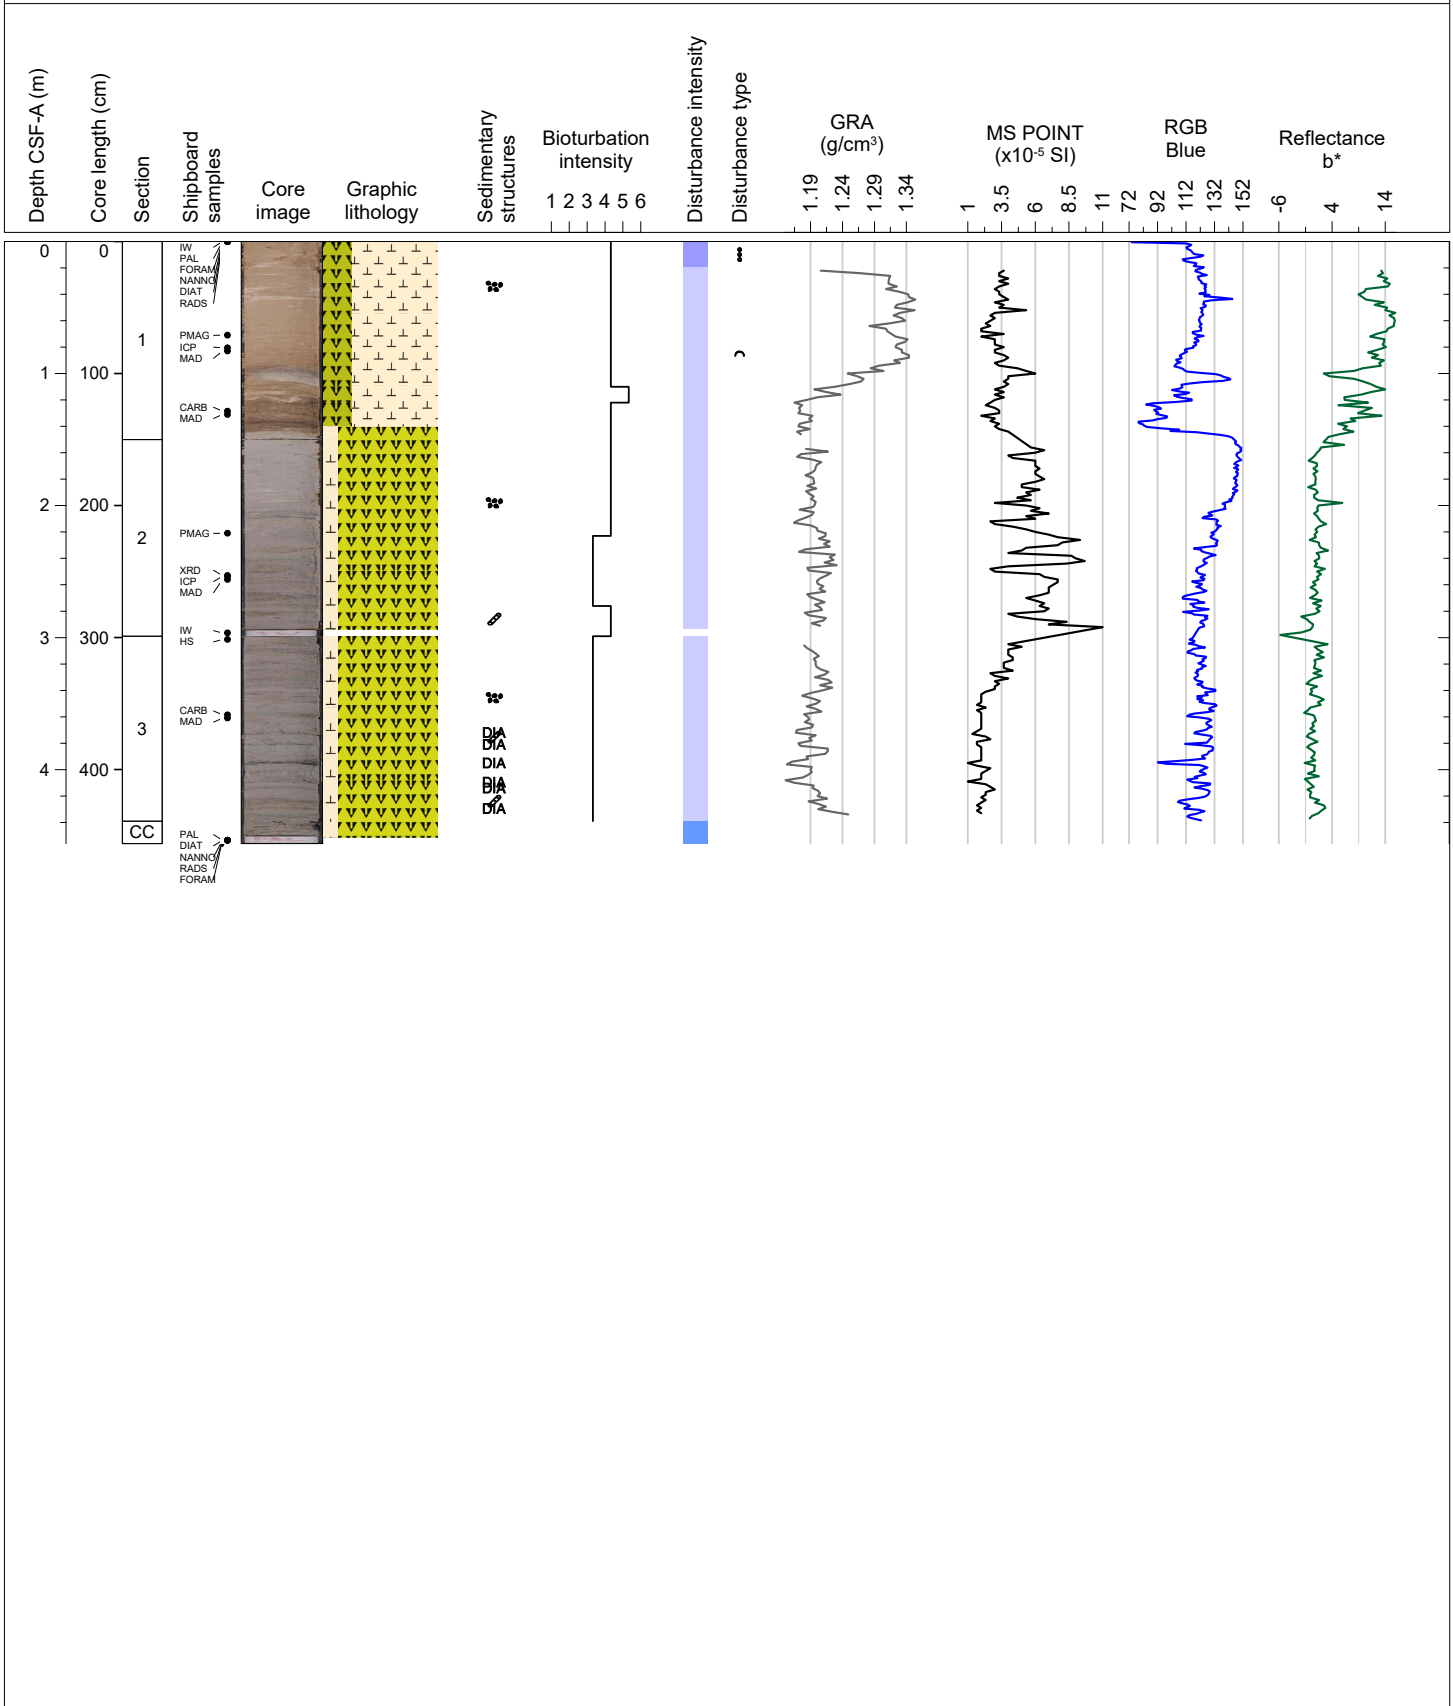 Depth CSF-A (m)
Core length (cm)
Section
Shipboard
samples
Core
image
Graphic
lithology
Sedimentary
structures
Bioturbation
intensity
1 2 3 4 5 6
Disturbance intensity
Disturbance type
GRA
(g/cm³)
1.19 1.24 1.29 1.34
MS POINT
(x10⁻⁵ SI)
1 3.5 6 8.5 11
RGB
Blue
72 92 112 132 152
Reflectance
b*
-6 4 14
0 0
IW
PAL
FORAM
NANNO
DIAT
RADS
1
PMAG
ICP
MAD
1 100
CARB
MAD
2 200
2
PMAG
XRD
ICP
MAD
IW
3 300
HS
CARB
MAD
3
DIA
DIA
DIA
4 400
DIA
DIA
DIA
CC
PAL
DIAT
NANNO
RADS
FORAM